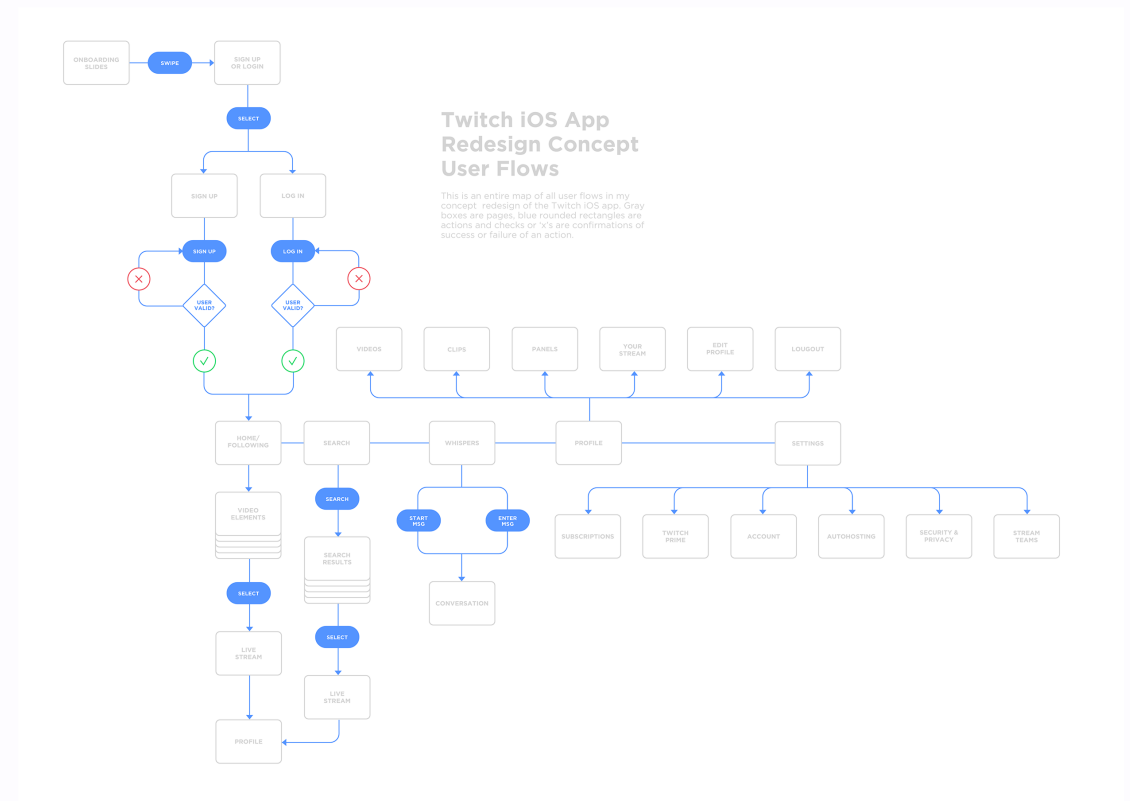 ONBOARDING
SLIDES
SWIPE
SIGN UP
OR LOGIN
SELECT
Twitch iOS App
Redesign Concept
User Flows
This is an entire map of all user flows in my
concept redesign of the Twitch iOS app. Gray
boxes are pages, blue rounded rectangles are
actions and checks or 'x's are confirmations of
success or failure of an action.
SIGN UP
LOG IN
SIGN UP
LOG IN
USER
VALID?
USER
VALID?
VIDEOS
CLIPS
PANELS
YOUR
STREAM
EDIT
PROFILE
LOUGOUT
HOME/
FOLLOWING
SEARCH
WHISPERS
PROFILE
SETTINGS
VIDEO
ELEMENTS
SEARCH
START
MSG
ENTER
MSG
SUBSCRIPTIONS
TWITCH
PRIME
ACCOUNT
AUTOHOSTING
SECURITY &
PRIVACY
STREAM
TEAMS
SEARCH
RESULTS
SELECT
CONVERSATION
SELECT
LIVE
STREAM
LIVE
STREAM
PROFILE